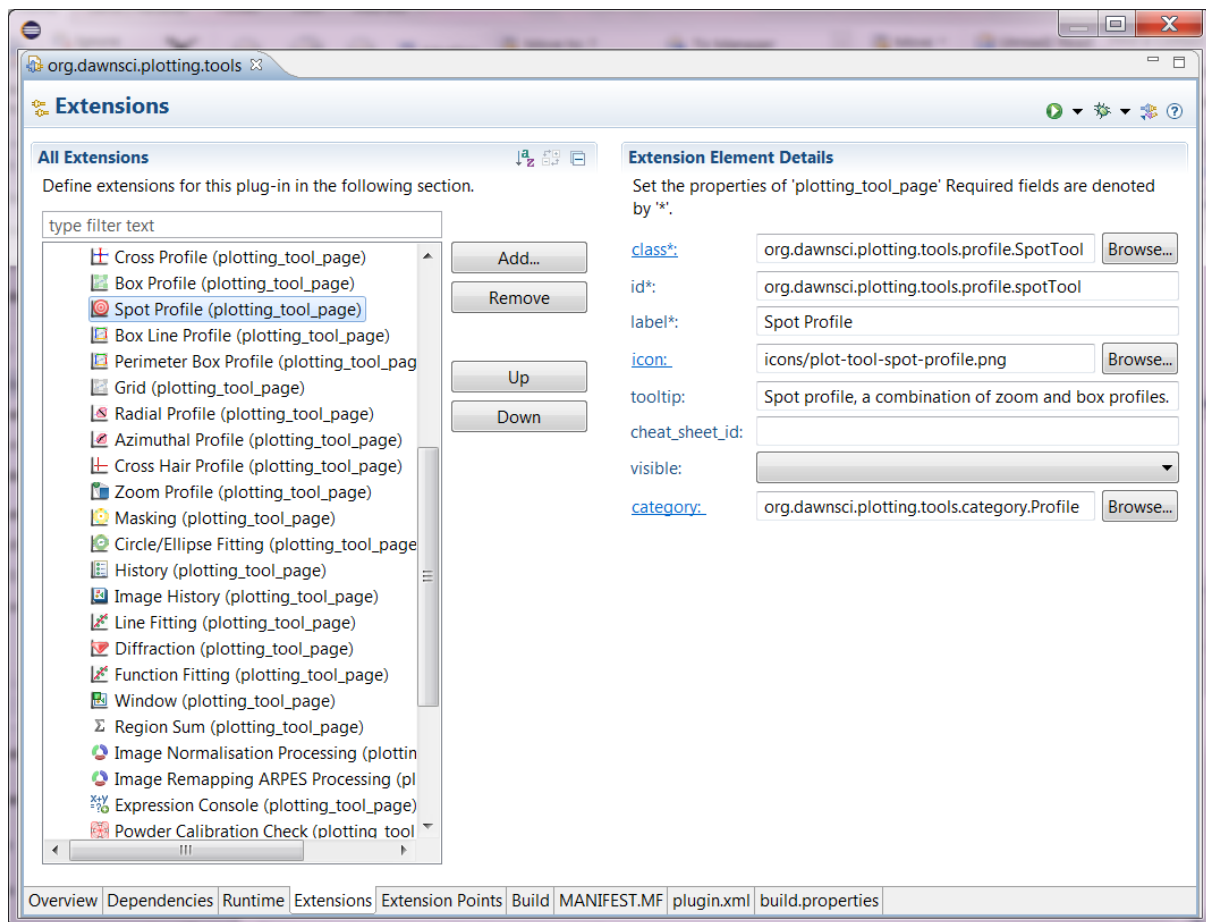 org.dawnsci.plotting.tools
Extensions
All Extensions
Define extensions for this plug-in in the following section.
type filter text
Cross Profile (plotting_tool_page)
Box Profile (plotting_tool_page)
Spot Profile (plotting_tool_page)
Box Line Profile (plotting_tool_page)
Perimeter Box Profile (plotting_tool_pag
Grid (plotting_tool_page)
Radial Profile (plotting_tool_page)
Azimuthal Profile (plotting_tool_page)
Cross Hair Profile (plotting_tool_page)
Zoom Profile (plotting_tool_page)
Masking (plotting_tool_page)
Circle/Ellipse Fitting (plotting_tool_page
History (plotting_tool_page)
Image History (plotting_tool_page)
Line Fitting (plotting_tool_page)
Diffraction (plotting_tool_page)
Function Fitting (plotting_tool_page)
Window (plotting_tool_page)
Σ Region Sum (plotting_tool_page)
Image Normalisation Processing (plottin
Image Remapping ARPES Processing (pl
Expression Console (plotting_tool_page)
Powder Calibration Check (plotting_tool
Add...
Remove
Up
Down
Extension Element Details
Set the properties of 'plotting_tool_page' Required fields are denoted
by '*'.
class*: org.dawnsci.plotting.tools.profile.SpotTool Browse...
id*: org.dawnsci.plotting.tools.profile.spotTool
label*: Spot Profile
icon: icons/plot-tool-spot-profile.png Browse...
tooltip: Spot profile, a combination of zoom and box profiles.
cheat_sheet_id:
visible:
category: org.dawnsci.plotting.tools.category.Profile Browse...
Overview Dependencies Runtime Extensions Extension Points Build MANIFEST.MF plugin.xml build.properties